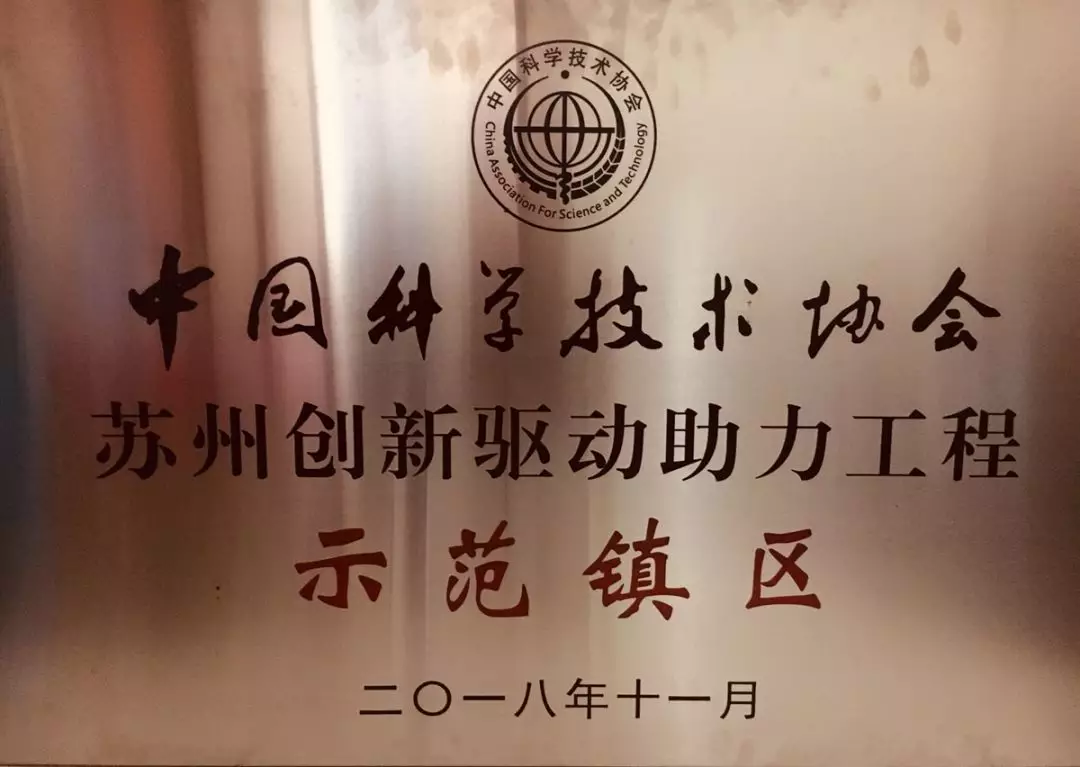 中国科学技术协会
China Association For Science and Technology
中国科学技术协会
苏州创新驱动助力工程
示范镇区
二〇一八年十一月